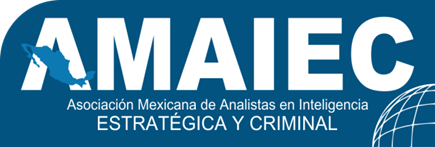 AMAIEC
Asociación Mexicana de Analistas en Inteligencia
ESTRATÉGICA Y CRIMINAL